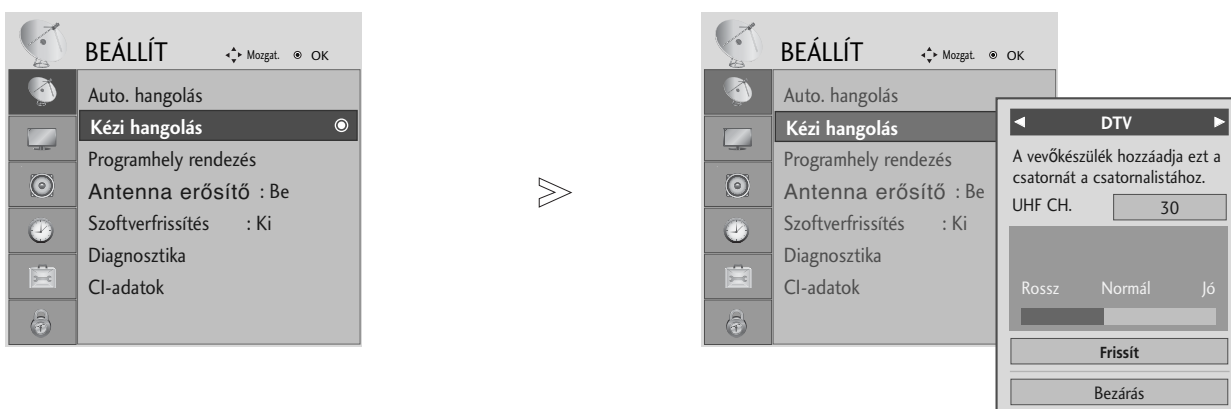 BEÁLLÍT Mozgat. OK
Auto. hangolás
Kézi hangolás
Programhely rendezés
Antenna erősítő : Be
Szoftverfrissítés : Ki
Diagnosztika
CI-adatok
BEÁLLÍT Mozgat. OK
Auto. hangolás
Kézi hangolás
Programhely rendezés
Antenna erősítő : Be
Szoftverfrissítés : Ki
Diagnosztika
CI-adatok
DTV
A vevőkészülék hozzáadja ezt a
csatornát a csatornalistához.
UHF CH. 30
Rossz Normál Jó
Frissít
Bezárás